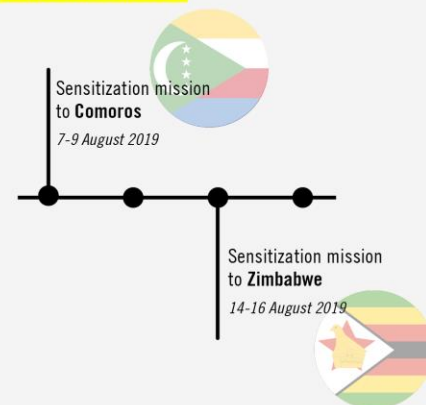 Sensitization mission
to Comoros
7-9 August 2019
Sensitization mission
to Zimbabwe
14-16 August 2019